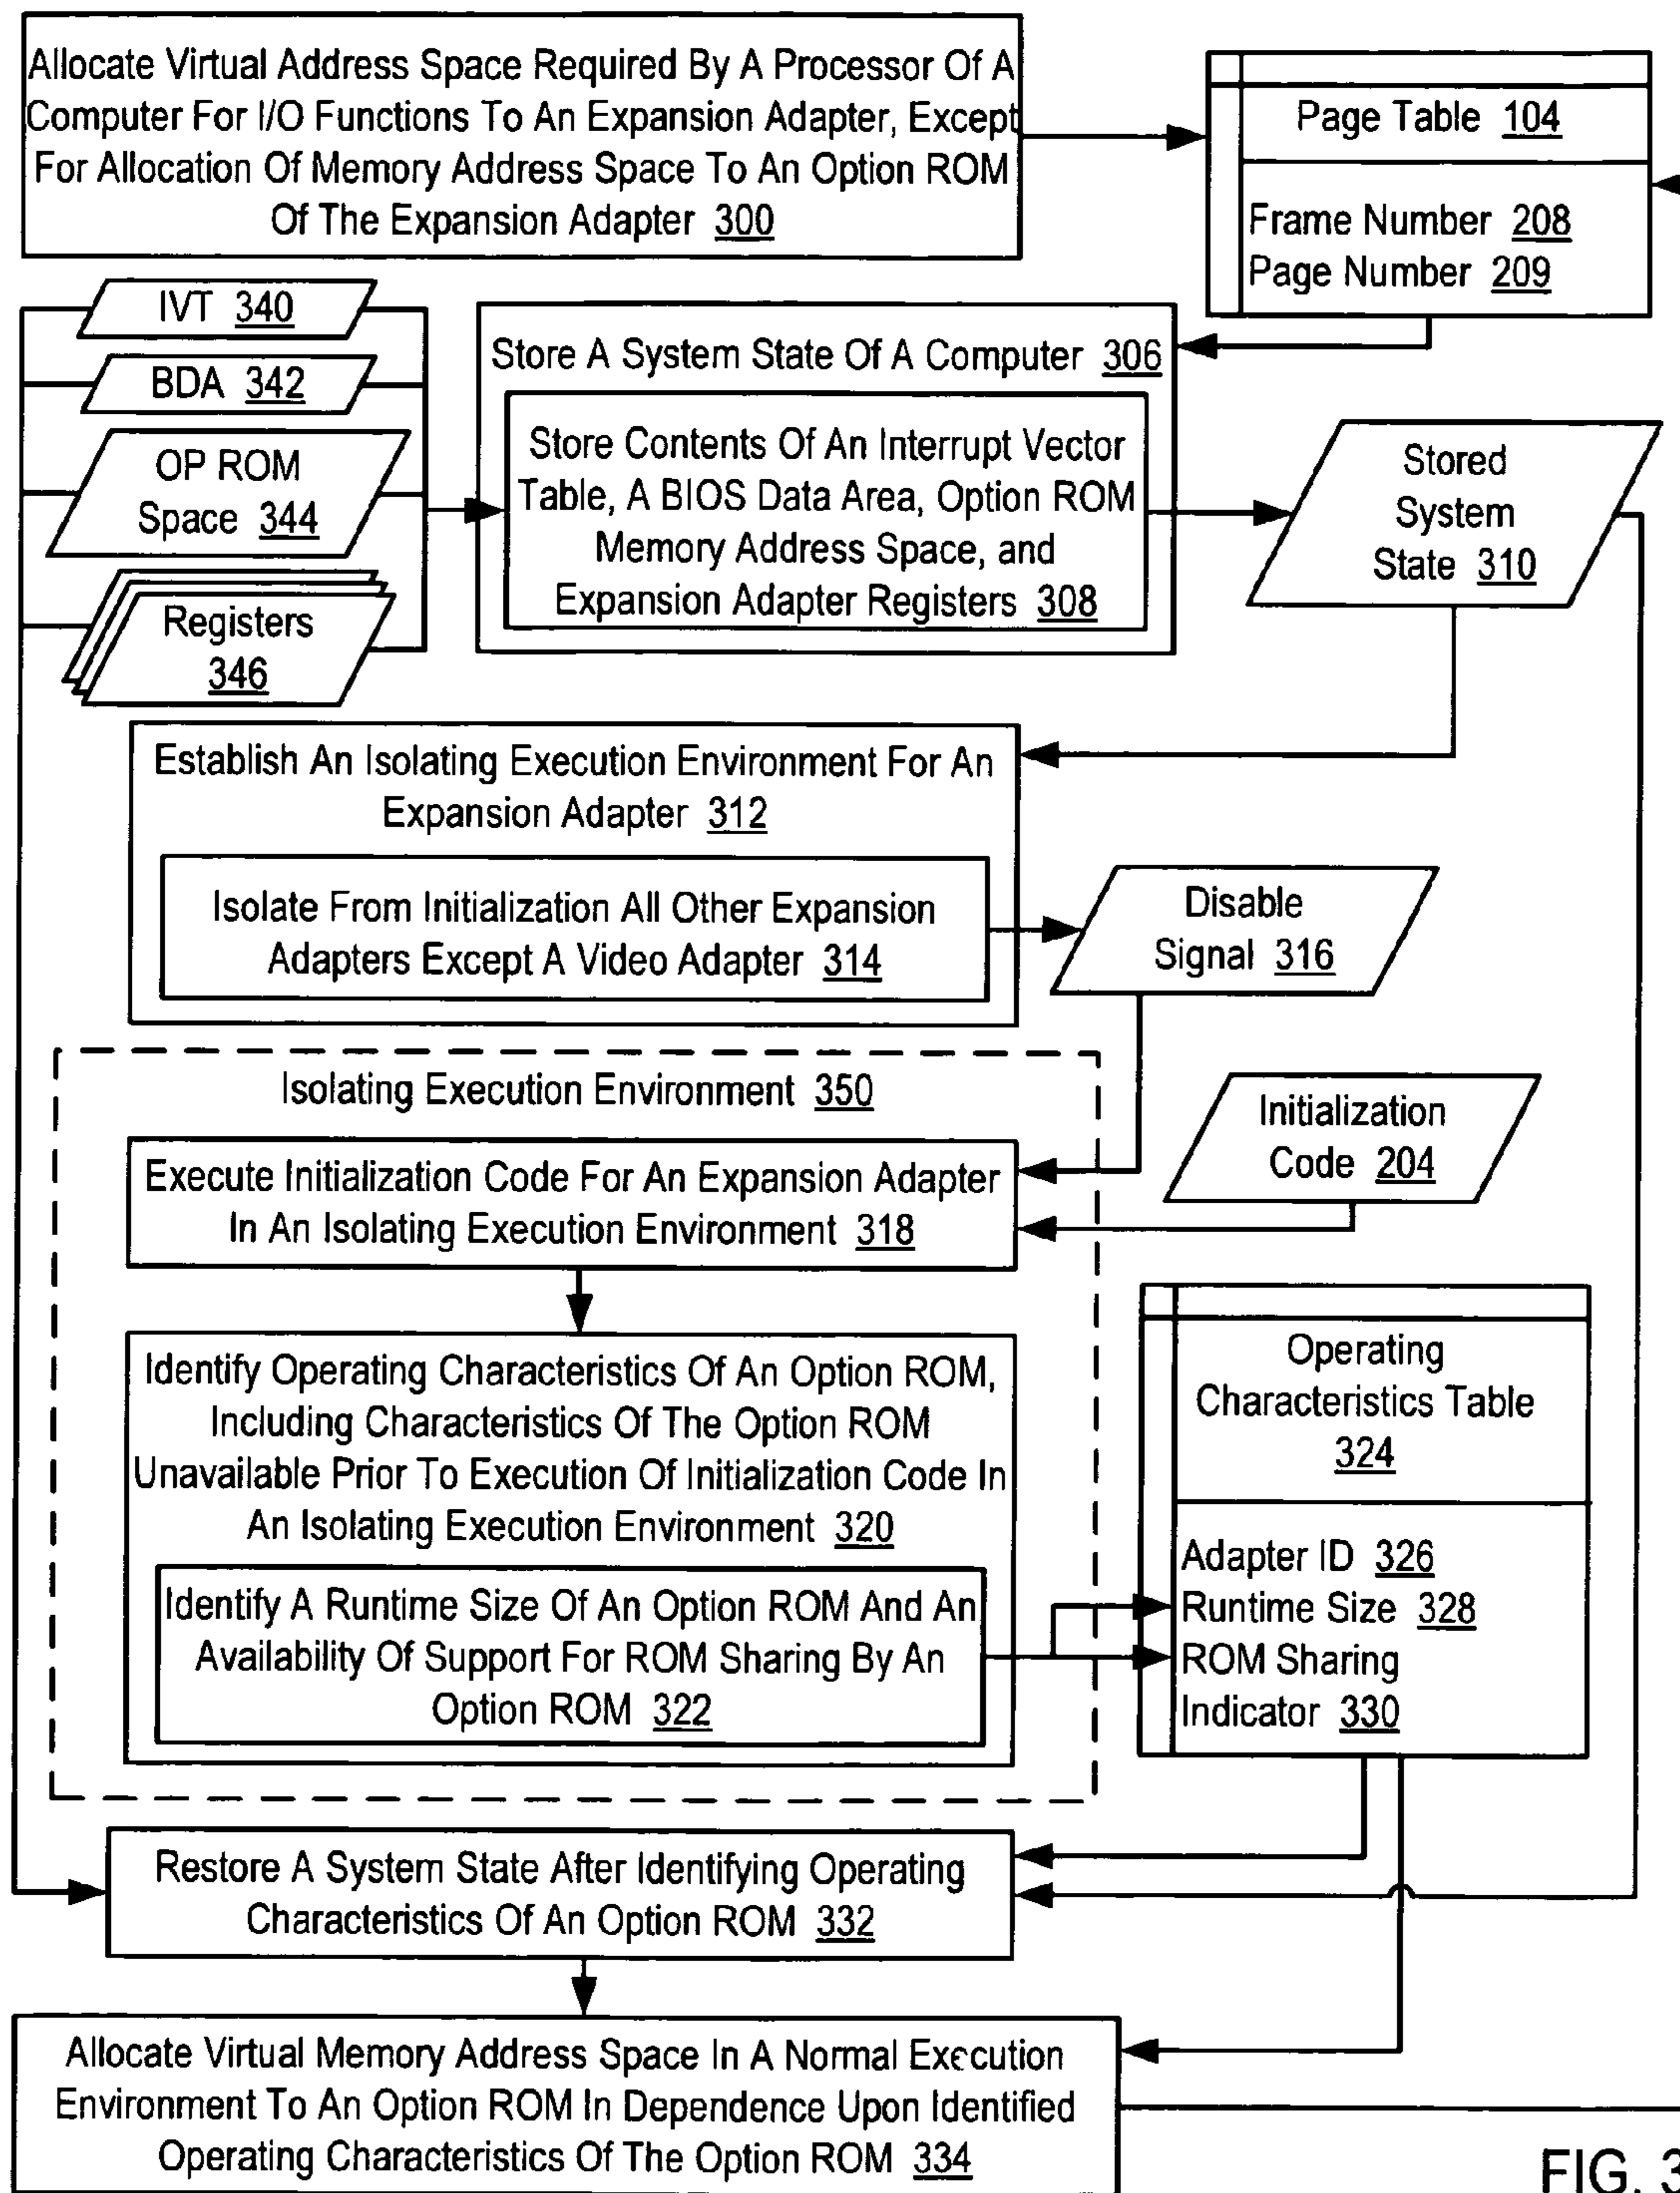 Allocate Virtual Address Space Required By A Processor Of A
Computer For I/O Functions To An Expansion Adapter, Except
For Allocation Of Memory Address Space To An Option ROM
Of The Expansion Adapter 300
Page Table 104
Frame Number 208
Page Number 209
IVT 340
BDA 342
OP ROM
Space 344
Registers
346
Store A System State Of A Computer 306
Store Contents Of An Interrupt Vector
Table, A BIOS Data Area, Option ROM
Memory Address Space, and
Expansion Adapter Registers 308
Stored
System
State 310
Establish An Isolating Execution Environment For An
Expansion Adapter 312
Isolate From Initialization All Other Expansion
Adapters Except A Video Adapter 314
Disable
Signal 316
Isolating Execution Environment 350
Initialization
Code 204
Execute Initialization Code For An Expansion Adapter
In An Isolating Execution Environment 318
Identify Operating Characteristics Of An Option ROM,
Including Characteristics Of The Option ROM
Unavailable Prior To Execution Of Initialization Code In
An Isolating Execution Environment 320
Identify A Runtime Size Of An Option ROM And An
Availability Of Support For ROM Sharing By An
Option ROM 322
Operating
Characteristics Table
324
Adapter ID 326
Runtime Size 328
ROM Sharing
Indicator 330
Restore A System State After Identifying Operating
Characteristics Of An Option ROM 332
Allocate Virtual Memory Address Space In A Normal Execution
Environment To An Option ROM In Dependence Upon Identified
Operating Characteristics Of The Option ROM 334
FIG. 3